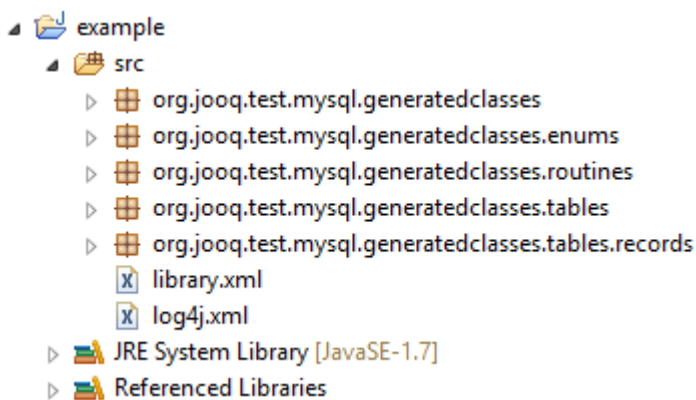 example
src
org.jooq.test.mysql.generatedclasses
org.jooq.test.mysql.generatedclasses.enums
org.jooq.test.mysql.generatedclasses.routines
org.jooq.test.mysql.generatedclasses.tables
org.jooq.test.mysql.generatedclasses.tables.records
library.xml
log4j.xml
JRE System Library [JavaSE-1.7]
Referenced Libraries